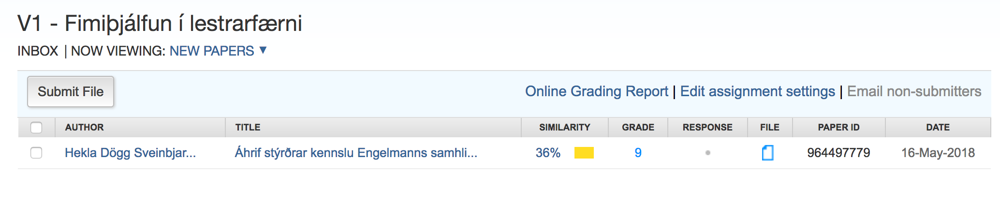 V1 - Fimiþjálfun í lestrarfærni
INBOX | NOW VIEWING: NEW PAPERS ▼
Submit File
Online Grading Report | Edit assignment settings | Email non-submitters
AUTHOR TITLE SIMILARITY GRADE RESPONSE FILE PAPER ID DATE
Hekla Dögg Sveinbjar... Áhrif stýrðrar kennslu Engelmanns samhli... 36% 9 964497779 16-May-2018